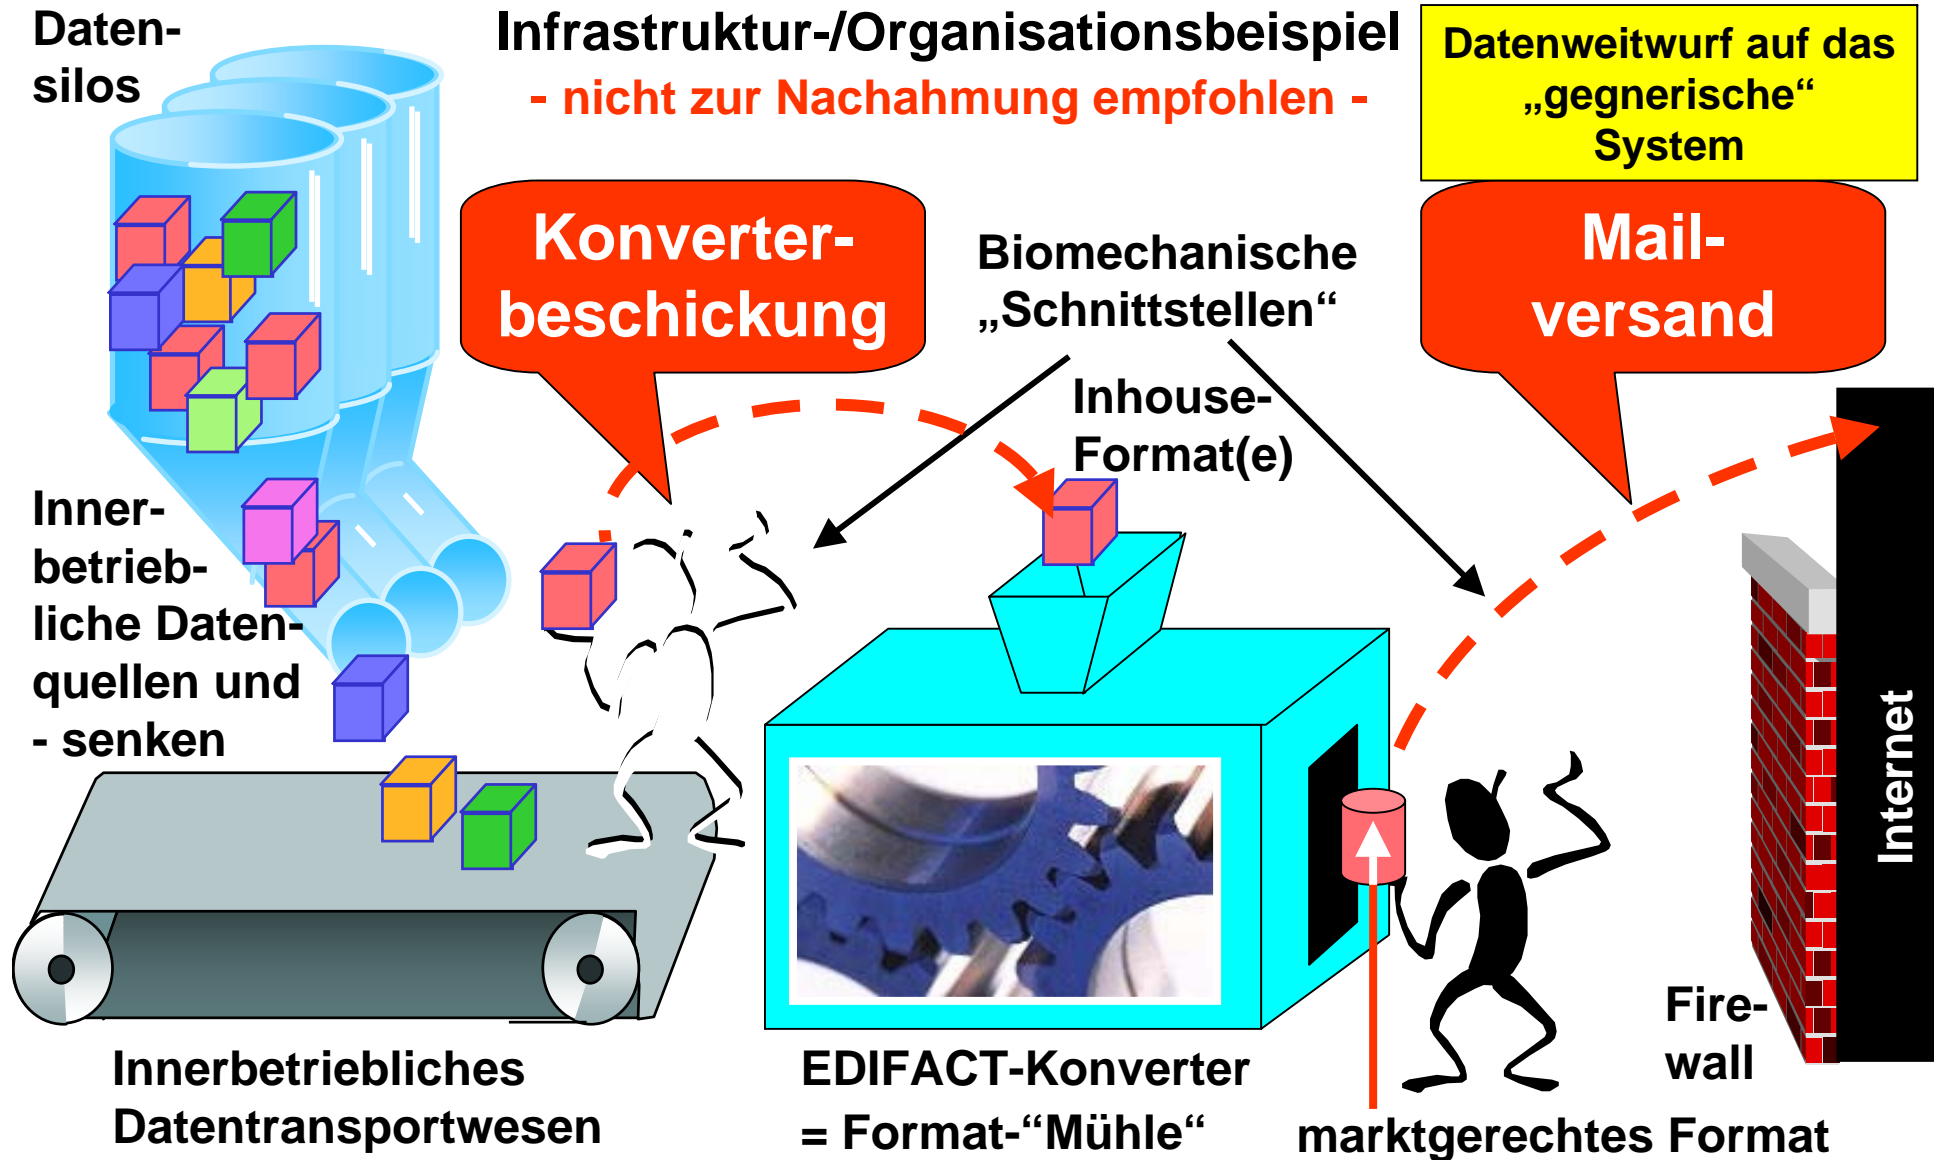 Daten-
silos
Infrastruktur-/Organisationsbeispiel
- nicht zur Nachahmung empfohlen -
Datenweitwurf auf das
„gegnerische“
System
Konverter-
beschickung
Biomechanische
„Schnittstellen“
Mail-
versand
Inhouse-
Format(e)
Inner-
betrieb-
liche Daten-
quellen und
- senken
Internet
Fire-
wall
Innerbetriebliches
Datentransportwesen
EDIFACT-Konverter
= Format-“Mühle“
marktgerechtes Format